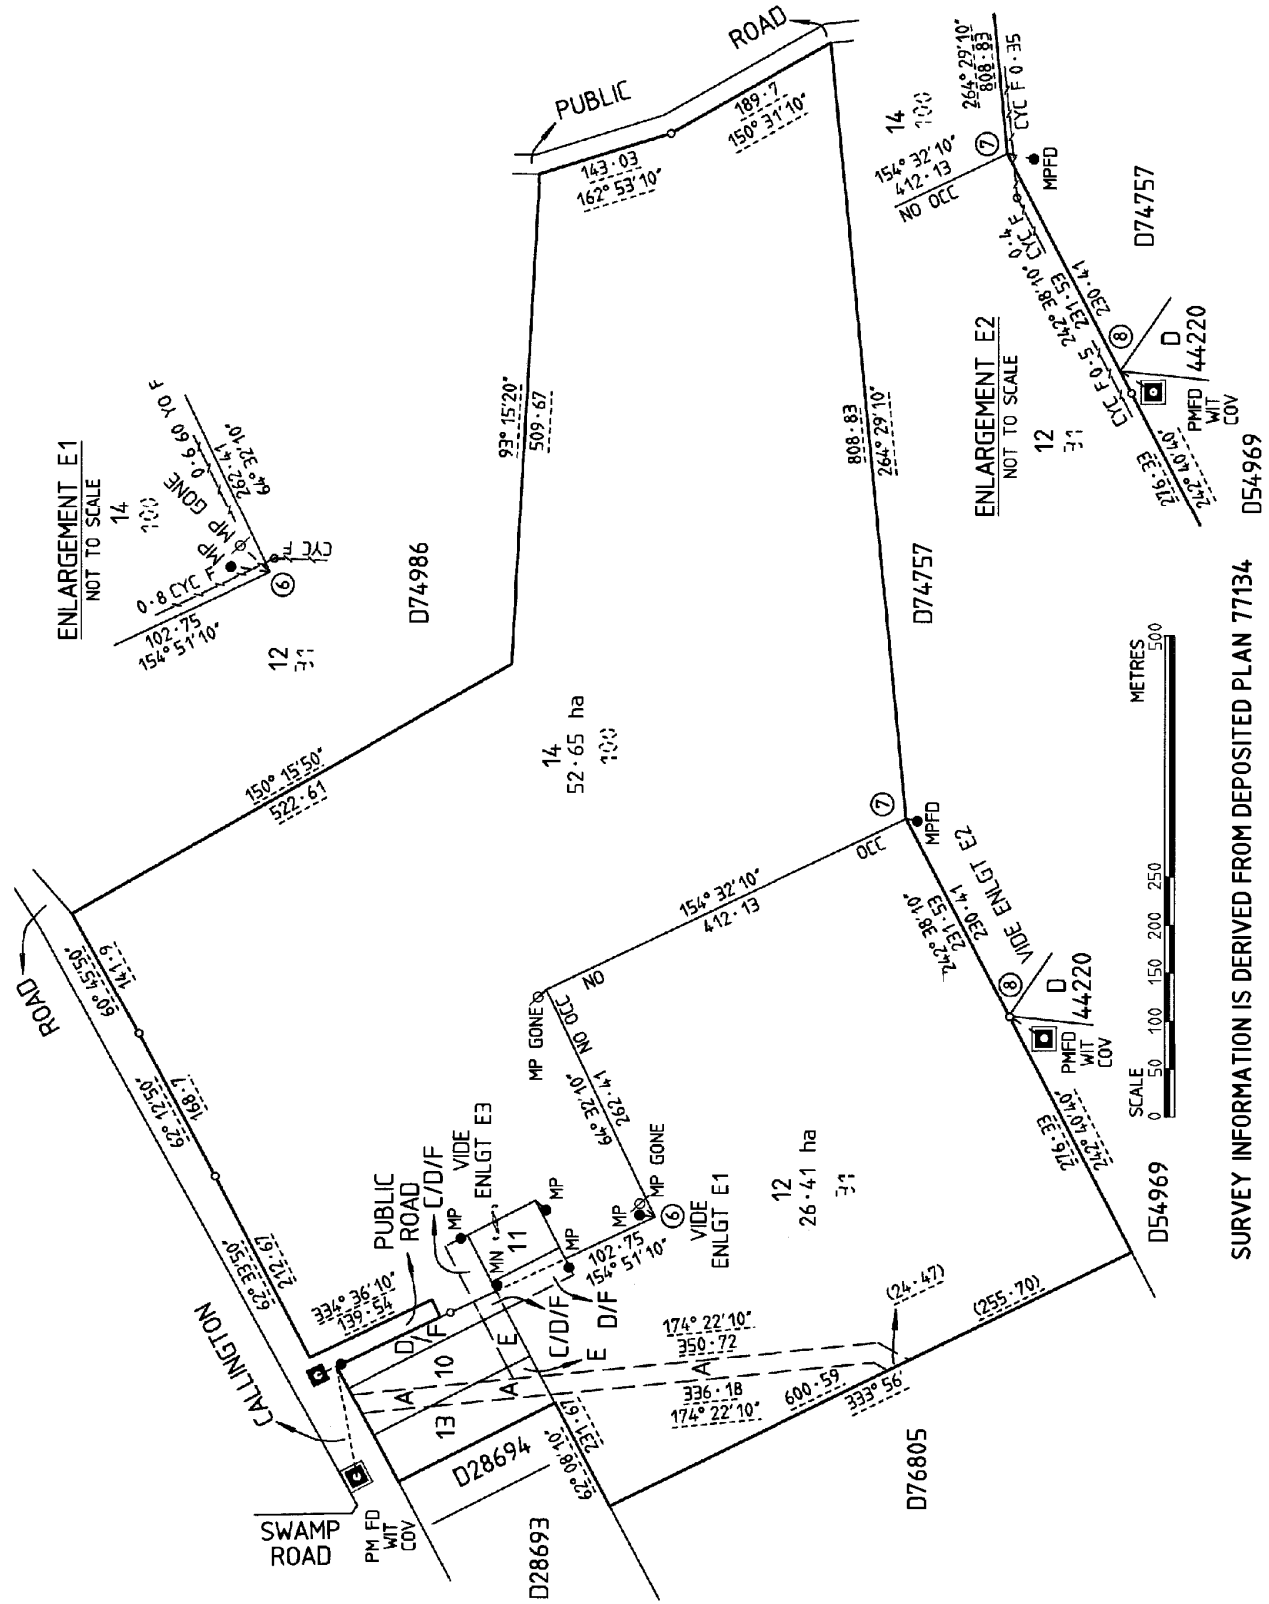 ENLARGEMENT E1
NOT TO SCALE
14
100
0·8 CYC F
MP
MP GONE
0·6.60 YO F
262·41
64° 32'10"
CYC F
6
102·75
154° 51'10"
12
31
D74986
PUBLIC
ROAD
143·03
162° 53'10"
189·7
150° 31'10"
93° 15'20"
509·67
808·83
264° 29'10"
D74757
150° 15'50"
522·61
14
52·65 ha
100
ROAD
60° 45'50"
141·9
62° 12'50"
168·7
62° 33'50"
212·67
CALLINGTON
334° 36'10"
139·54
PUBLIC
ROAD
C/D/F
VIDE
ENLGT E3
MP
MP
MP
MN
11
D/F
10
13
A
A
A
E
E
C/D/F
D/F
102·75
154° 51'10"
MP
MP GONE
6
VIDE
ENLGT E1
MP GONE
NO OCC
64° 32'10"
262·41
NO
OCC
154° 32'10"
412·13
7
MPFD
242° 38'10"
231·53
230·41
VIDE ENLGT E2
8
D
44220
PMFD
WIT
COV
276·33
242° 40'40"
D54969
12
26·41 ha
31
(24·47)
(255·70)
174° 22'10"
350·72
336·18
174° 22'10"
600·59
333° 56'
D76805
62° 08'10"
231·67
D28694
D28693
SWAMP
ROAD
PM FD
WIT
COV
ENLARGEMENT E2
NOT TO SCALE
14
100
264° 29'10"
808·83
CYC F 0·35
154° 32'10"
412·13
NO OCC
7
MPFD
0·4
CYC F
242° 38'10"
231·53
230·41
CYC F 0·5
8
D
44220
PMFD
WIT
COV
276·33
242° 40'40"
12
31
D74757
D54969
SCALE
METRES
0 50 100 150 200 250 500
SURVEY INFORMATION IS DERIVED FROM DEPOSITED PLAN 77134